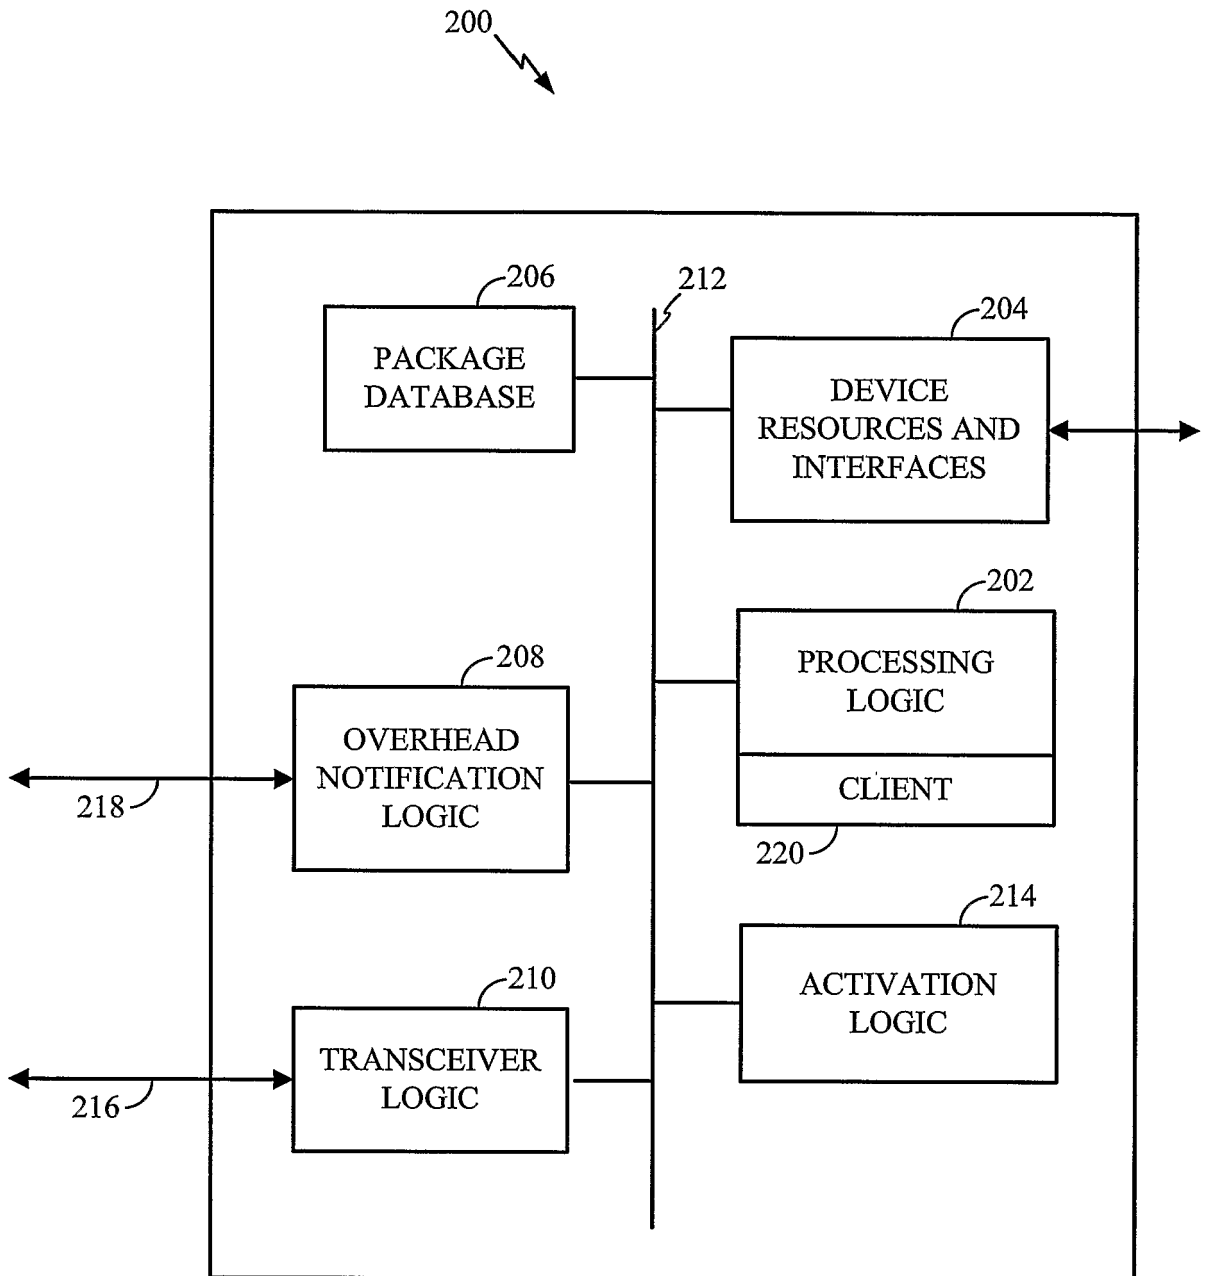 200
206
PACKAGE
DATABASE
212
204
DEVICE
RESOURCES AND
INTERFACES
202
PROCESSING
LOGIC
CLIENT
220
208
OVERHEAD
NOTIFICATION
LOGIC
218
214
ACTIVATION
LOGIC
210
TRANSCEIVER
LOGIC
216